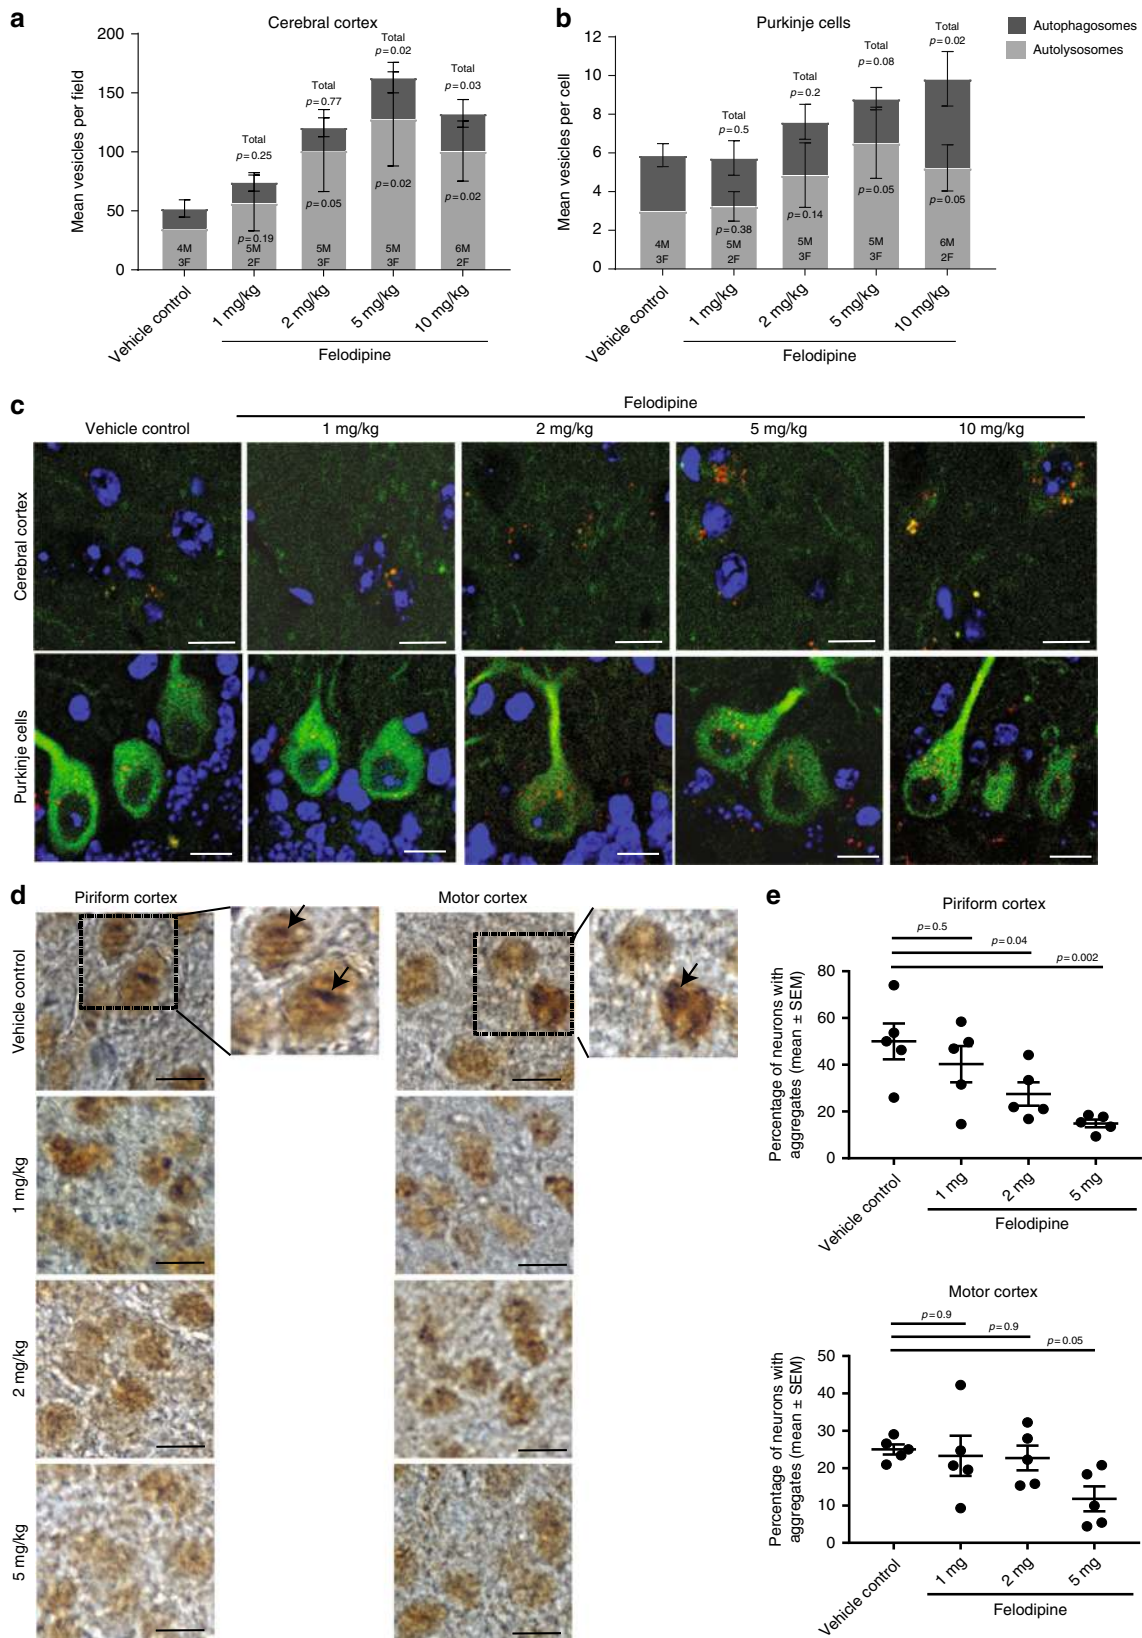 a
Cerebral cortex
Mean vesicles per field
200
150
100
50
0
Total
p=0.25
Total
p=0.77
Total
p=0.02
Total
p=0.03
p=0.19
p=0.05
p=0.02
p=0.02
4M
3F
5M
2F
5M
3F
5M
3F
6M
2F
Vehicle control
1 mg/kg
2 mg/kg
5 mg/kg
10 mg/kg
Felodipine
b
Purkinje cells
Autophagosomes
Autolysosomes
Mean vesicles per cell
12
10
8
6
4
2
0
Total
p=0.5
Total
p=0.2
Total
p=0.08
Total
p=0.02
p=0.38
p=0.14
p=0.05
p=0.05
4M
3F
5M
2F
5M
3F
5M
3F
6M
2F
Vehicle control
1 mg/kg
2 mg/kg
5 mg/kg
10 mg/kg
Felodipine
c
Felodipine
Vehicle control
1 mg/kg
2 mg/kg
5 mg/kg
10 mg/kg
Cerebral cortex
Purkinje cells
d
Piriform cortex
Motor cortex
Vehicle control
1 mg/kg
2 mg/kg
5 mg/kg
e
Piriform cortex
p=0.5
p=0.04
p=0.002
Percentage of neurons with
aggregates (mean ± SEM)
80
60
40
20
0
Vehicle control
1 mg
2 mg
5 mg
Felodipine
Motor cortex
p=0.9
p=0.9
p=0.05
Percentage of neurons with
aggregates (mean ± SEM)
50
40
30
20
10
0
Vehicle control
1 mg
2 mg
5 mg
Felodipine